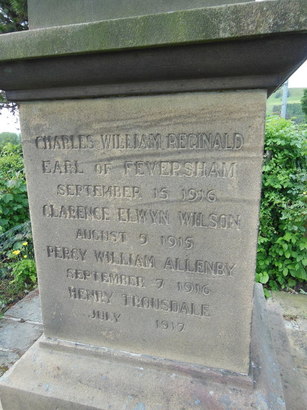 CHARLES WILLIAM REGINALD
EARL OF FEVERSHAM
SEPTEMBER 15 1916
CLARENCE ELWYN WILSON
AUGUST 9 1915
PERCY WILLIAM ALLENBY
SEPTEMBER 7 1916
HENRY TROUSDALE
JULY 1917